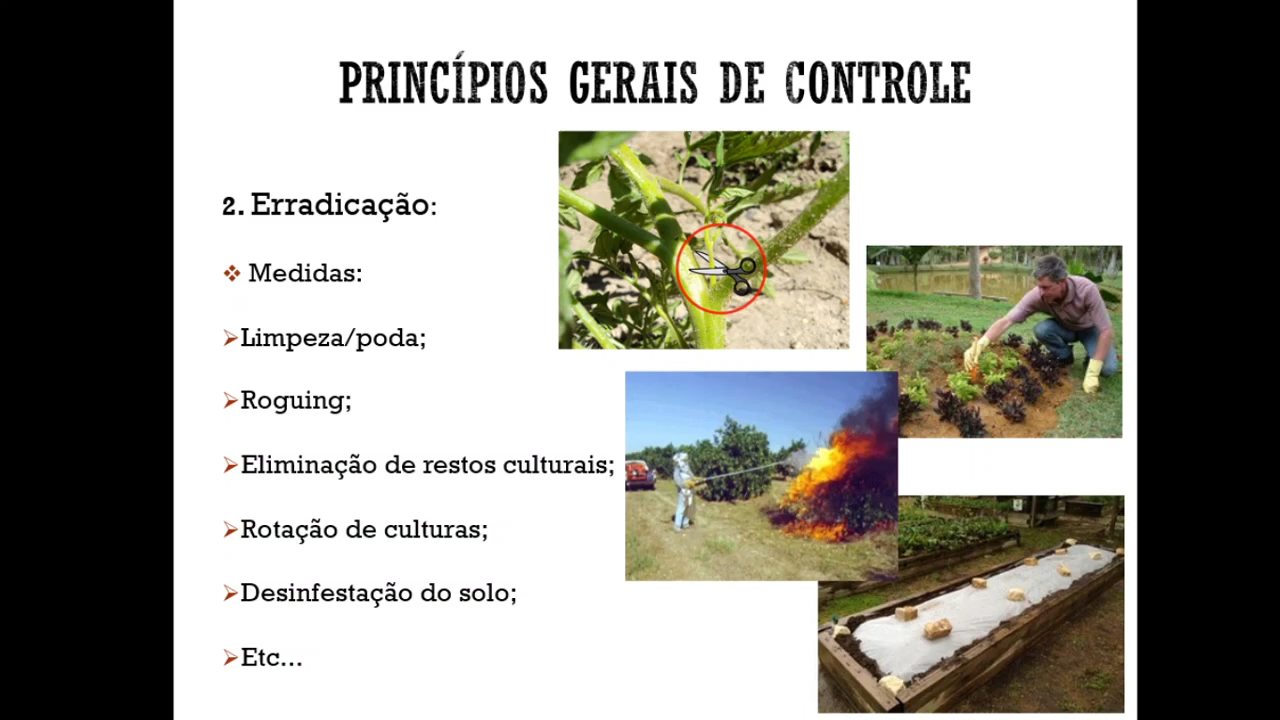 PRINCÍPIOS GERAIS DE CONTROLE
2. Erradicação:
❖ Medidas:
➢Limpeza/poda;
➢Roguing;
➢Eliminação de restos culturais;
➢Rotação de culturas;
➢Desinfestação do solo;
➢Etc...